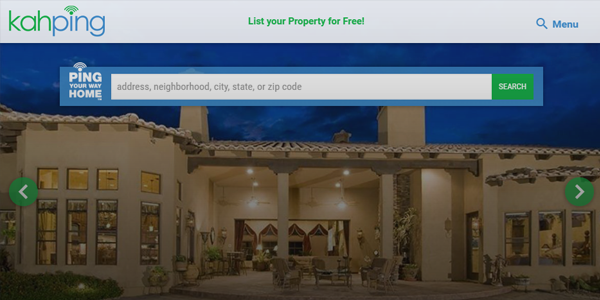 kahping
List your Property for Free!
Menu
PING
YOUR WAY
HOME
address, neighborhood, city, state, or zip code
SEARCH